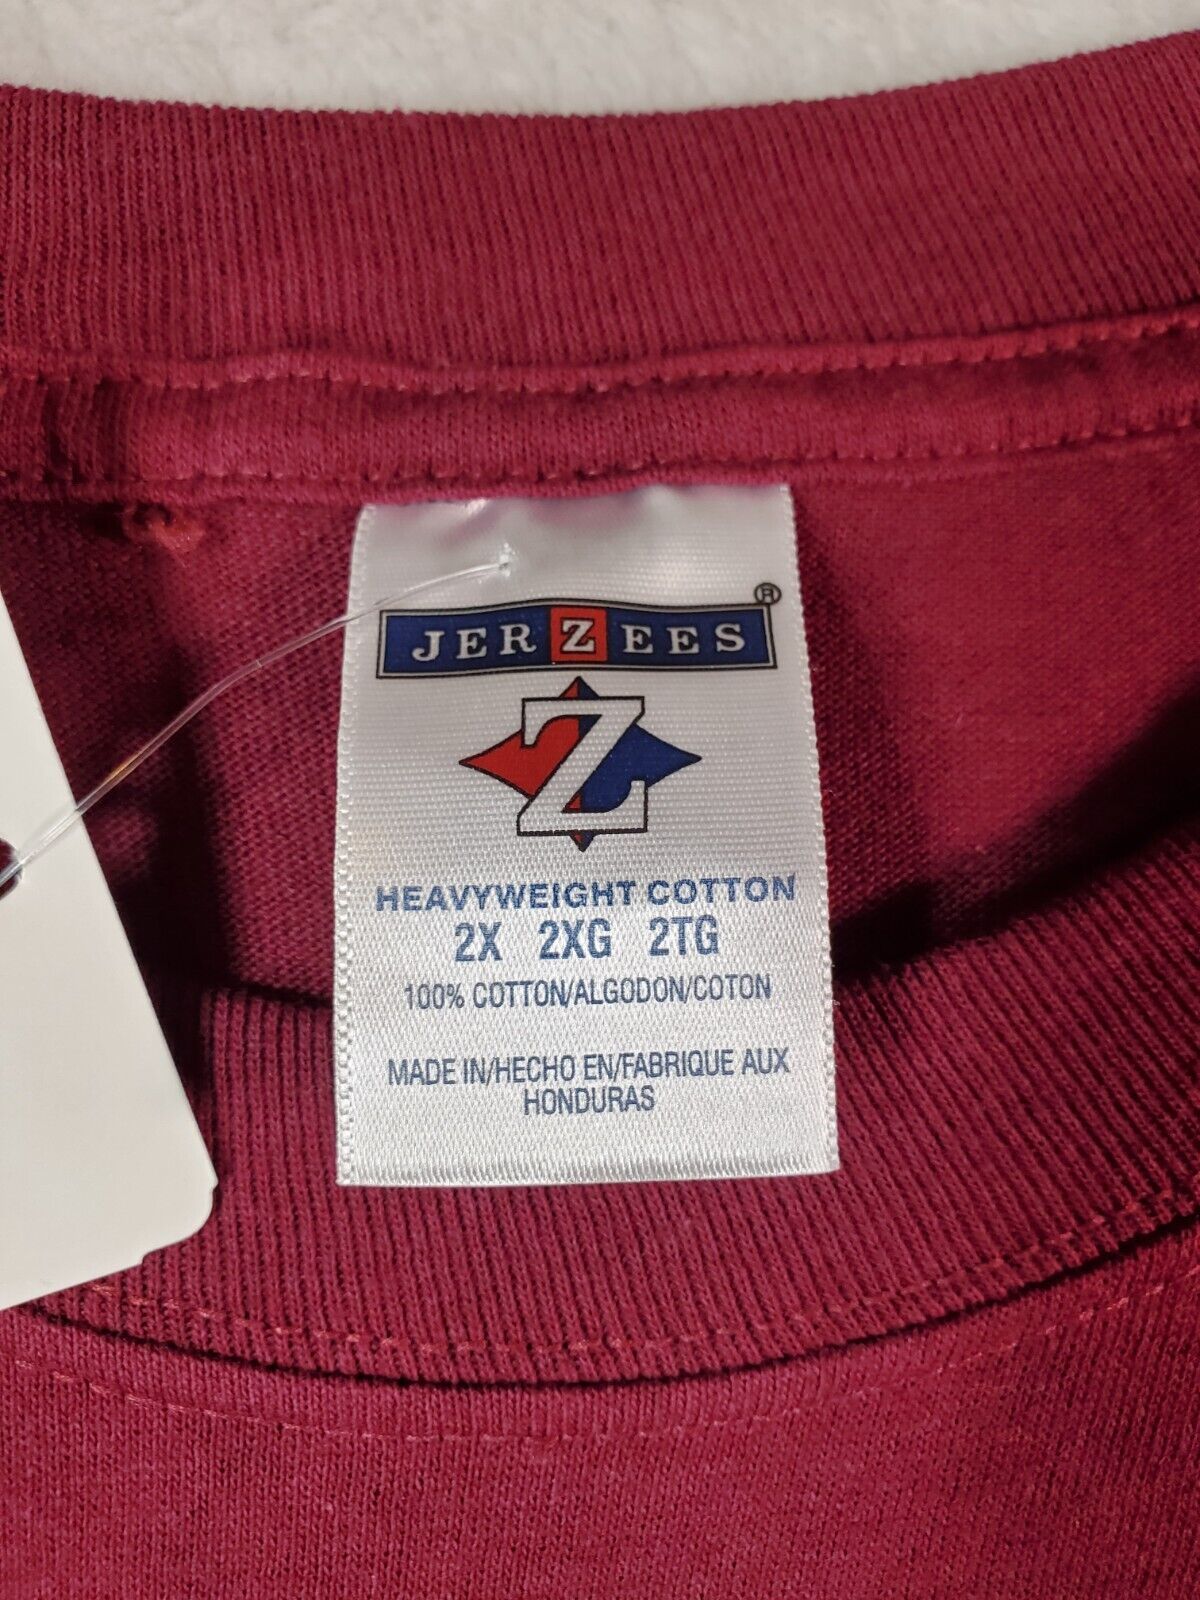 JERZEES®
Z
HEAVYWEIGHT COTTON
2X 2XG 2TG
100% COTTON/ALGODON/COTON
MADE IN/HECHO EN/FABRIQUE AUX
HONDURAS